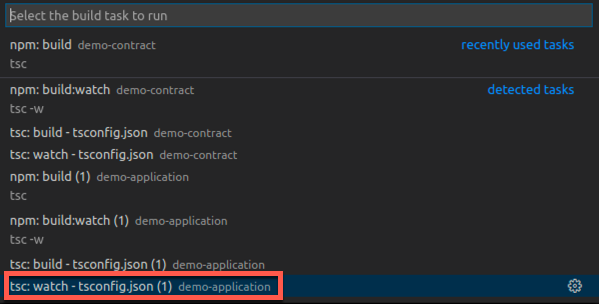 Select the build task to run
npm: build demo-contract recently used tasks
tsc
npm: build:watch demo-contract detected tasks
tsc -w
tsc: build - tsconfig.json demo-contract
tsc: watch - tsconfig.json demo-contract
npm: build (1) demo-application
tsc
npm: build:watch (1) demo-application
tsc -w
tsc: build - tsconfig.json (1) demo-application
tsc: watch - tsconfig.json (1) demo-application